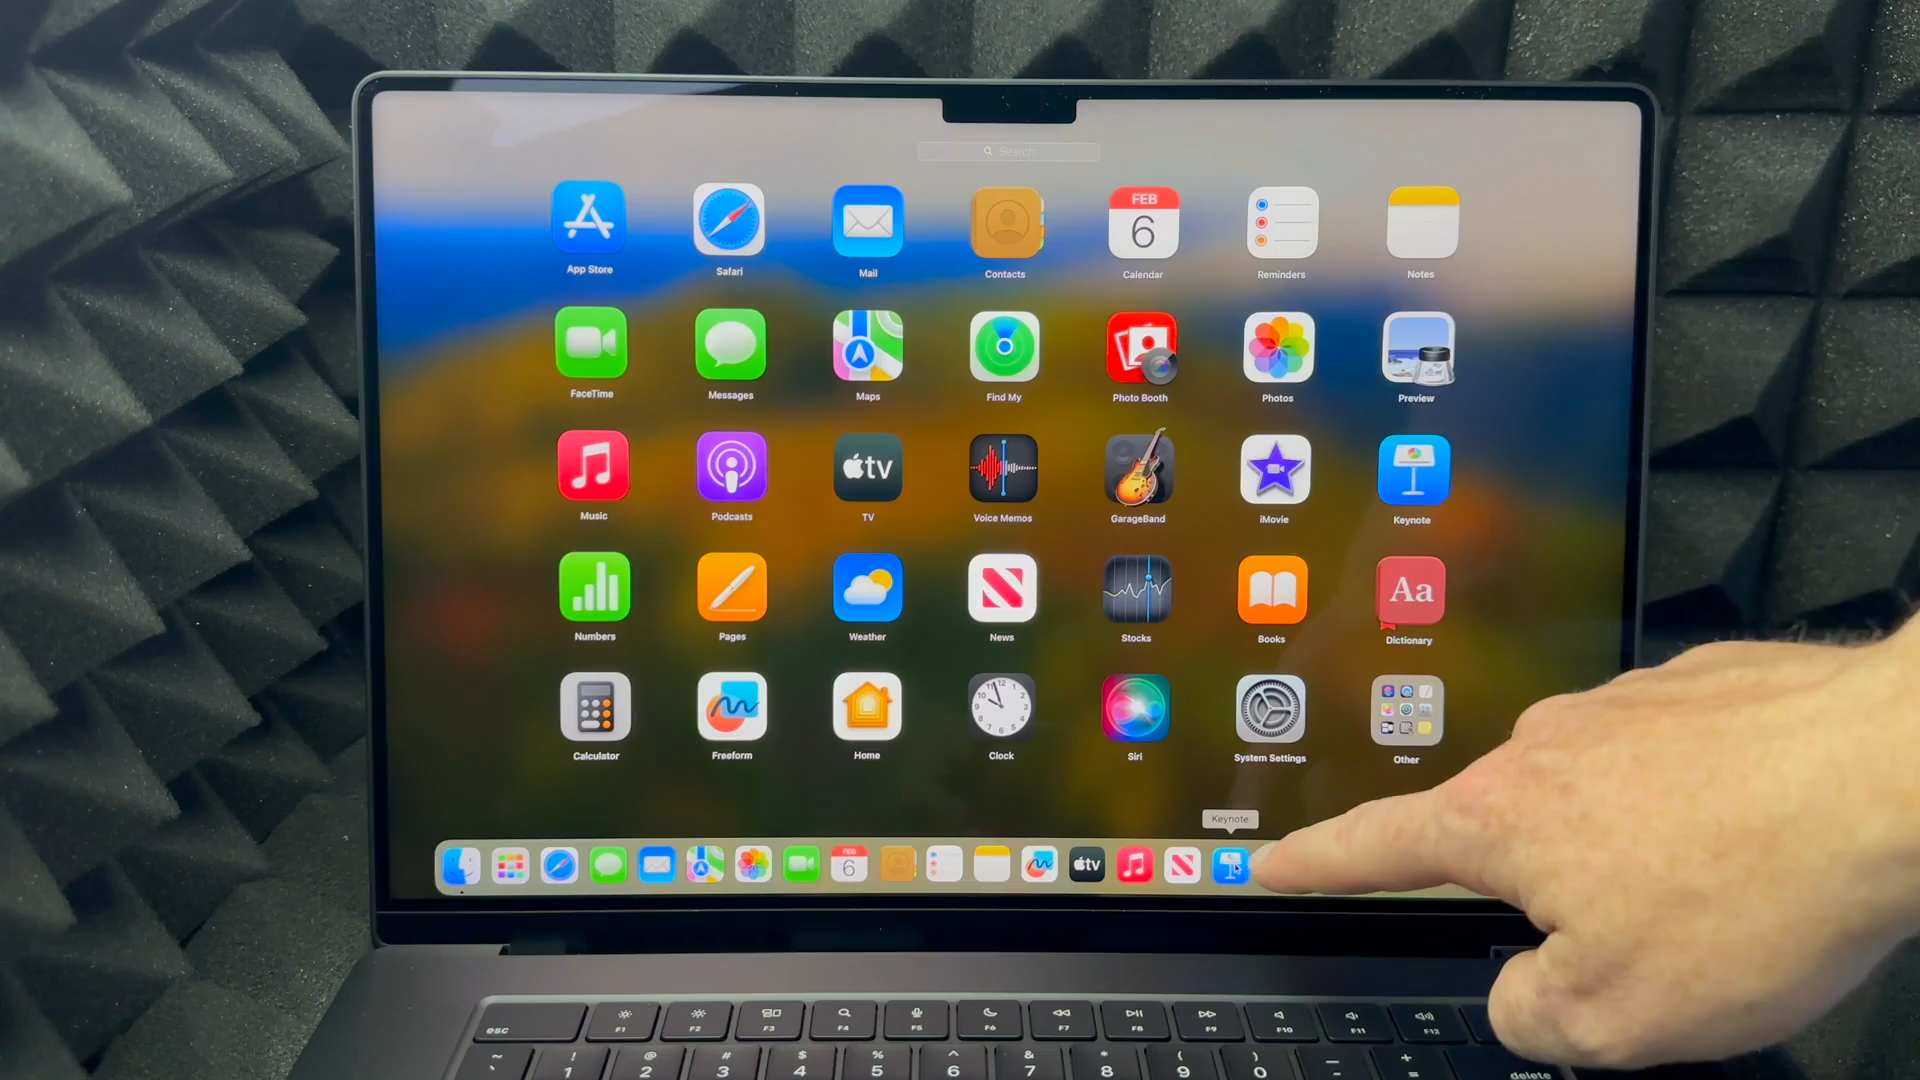 Search
FEB
6
App Store
Safari
Mail
Contacts
Calendar
Reminders
Notes
FaceTime
Messages
Maps
Find My
Photo Booth
Photos
Preview
tv
Music
Podcasts
TV
Voice Memos
GarageBand
iMovie
Keynote
Aa
Numbers
Pages
Weather
News
Stocks
Books
Dictionary
Calculator
Freeform
Home
Clock
Siri
System Settings
Other
Keynote
FEB
6
tv
esc
F1
F2
F3
F4
F5
F6
F7
F8
F9
F10
F11
F12
~ ! @ # $ % ^ & * ( ) _ +
` 1 2 3 4 5 6 7 8 9 0 - =
delete